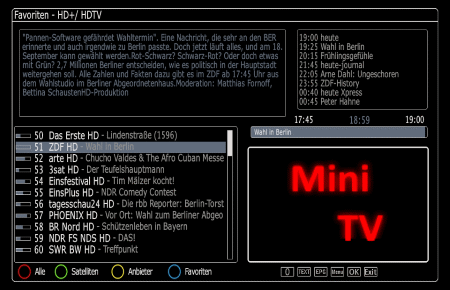 Favoriten - HD+/ HDTV
"Pannen-Software gefährdet Wahltermin". Eine Nachricht, die sehr an den BER
erinnerte und auch irgendwie zu Berlin passte. Doch jetzt läuft alles, und am 18.
September kann gewählt werden.Rot-Schwarz? Schwarz-Rot? Oder doch etwas
mit Grün? 2,7 Millionen Berliner entscheiden, wie es politisch in der Hauptstadt
weitergehen soll. Alle Zahlen und Fakten dazu gibt es im ZDF ab 17:45 Uhr aus
dem Wahlstudio im Berliner Abgeordnetenhaus.Moderation: Matthias Fornoff,
Bettina SchaustenHD-Produktion
19:00 heute
19:25 Wahl in Berlin
20:15 Frühlingsgefühle
21:45 heute-journal
22:05 Arne Dahl: Ungeschoren
23:55 ZDF-History
00:40 heute Xpress
00:45 Peter Hahne
17:45 18:59 19:00
Wahl in Berlin
50 Das Erste HD - Lindenstraße (1596)
51 ZDF HD - Wahl in Berlin
52 arte HD - Chucho Valdes & The Afro Cuban Messe
53 3sat HD - Der Teufelshauptmann
54 Einsfestival HD - Tim Mälzer kocht!
55 EinsPlus HD - NDR Comedy Contest
56 tagesschau24 HD - Die rbb Reporter: Berlin-Torst
57 PHOENIX HD - Vor Ort: Wahl zum Berliner Abgeo
58 BR Nord HD - Schützenleben in Bayern
59 NDR FS NDS HD - DAS!
60 SWR BW HD - Treffpunkt
Mini
TV
Alle Satelliten Anbieter Favoriten
0 TEXT EPG Menu OK Exit